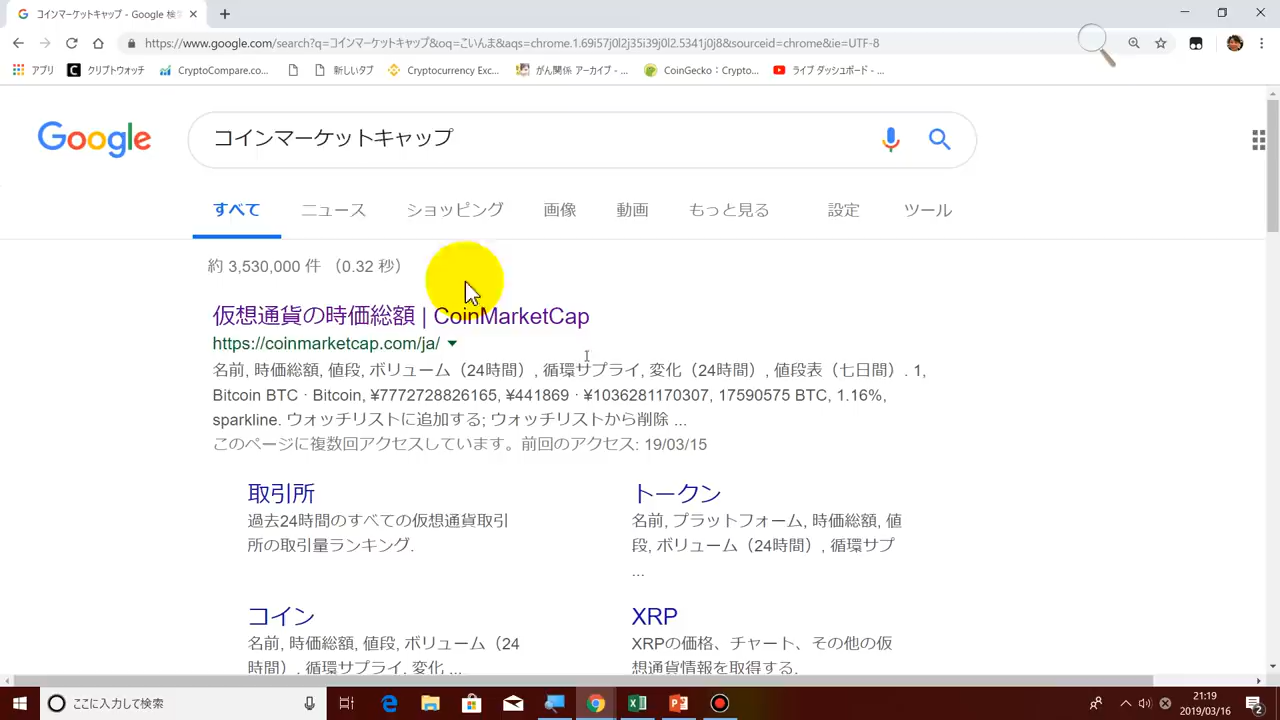 コインマーケットキャップ - Google 検索
https://www.google.com/search?q=コインマーケットキャップ&oq=こいんま&aqs=chrome.1.69i57j0l2j35i39j0l2.5341j0j8&sourceid=chrome&ie=UTF-8
アプリ クリプトウォッチ CryptoCompare.co... 新しいタブ Cryptocurrency Exc... がん関係 アーカイブ - ... CoinGecko：Crypto... ライブ ダッシュボード - ...
Google コインマーケットキャップ
すべて ニュース ショッピング 画像 動画 もっと見る 設定 ツール
約 3,530,000 件 （0.32 秒）
仮想通貨の時価総額 | CoinMarketCap
https://coinmarketcap.com/ja/
名前, 時価総額, 値段, ボリューム（24時間）, 循環サプライ, 変化（24時間）, 値段表（七日間）. 1,
Bitcoin BTC · Bitcoin, ¥7772728826165, ¥441869 · ¥1036281170307, 17590575 BTC, 1.16%,
sparkline. ウォッチリストに追加する; ウォッチリストから削除 ...
このページに複数回アクセスしています。前回のアクセス: 19/03/15
取引所
過去24時間のすべての仮想通貨取引
所の取引量ランキング.
トークン
名前, プラットフォーム, 時価総額, 値
段, ボリューム（24時間）, 循環サプ
...
コイン
名前, 時価総額, 値段, ボリューム（24
時間）, 循環サプライ, 変化 ...
XRP
XRPの価格、チャート、その他の仮
想通貨情報を取得する.
ここに入力して検索
21:19
2019/03/16
2